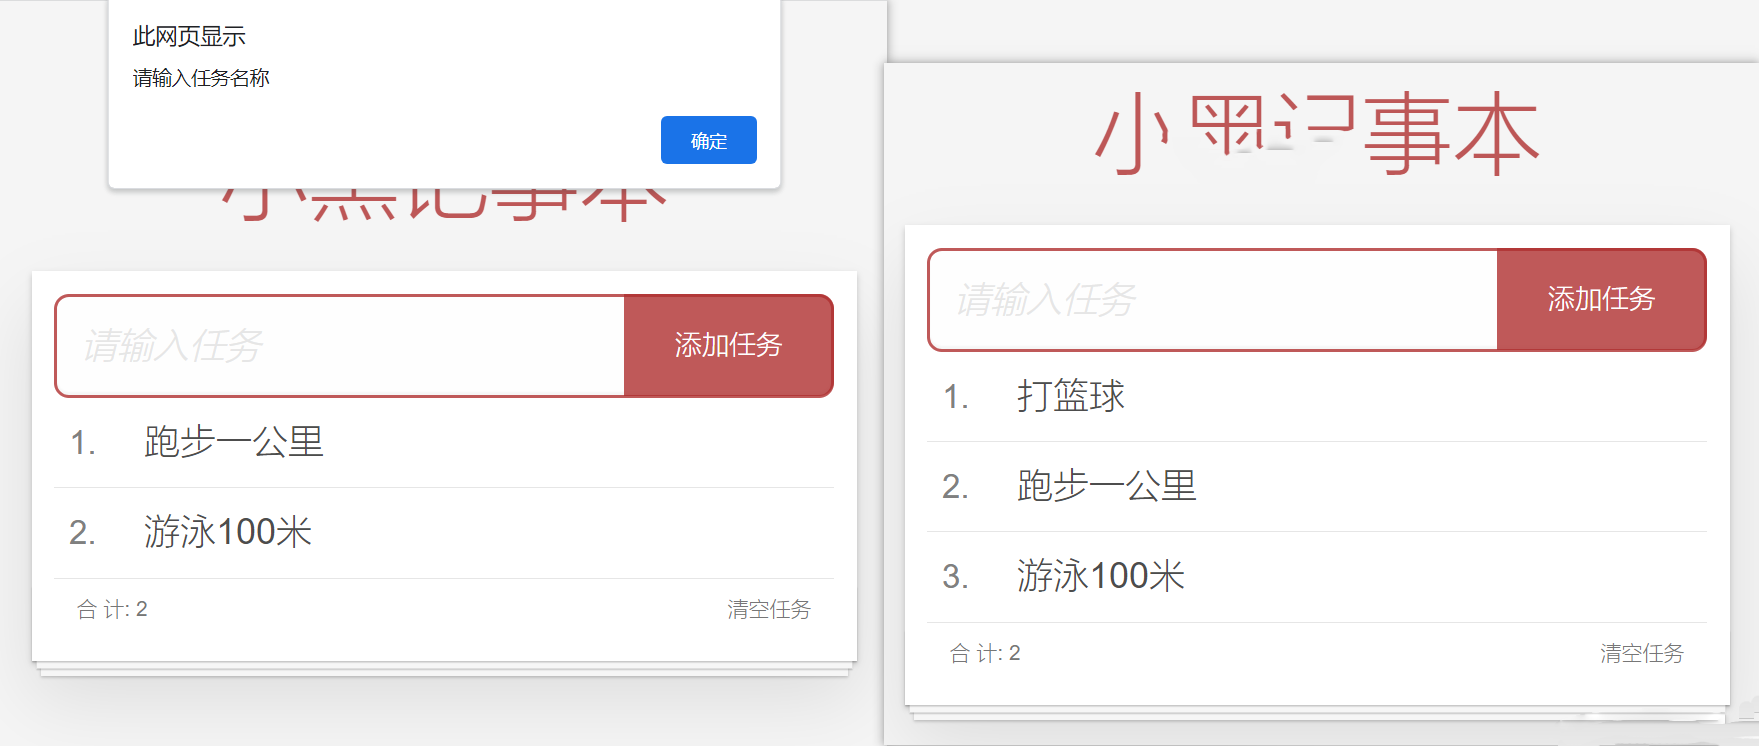 此网页显示
请输入任务名称
确定
小黑记事本
请输入任务
添加任务
1. 跑步一公里
2. 游泳100米
合 计: 2
清空任务
小黑记事本
请输入任务
添加任务
1. 打篮球
2. 跑步一公里
3. 游泳100米
合 计: 2
清空任务